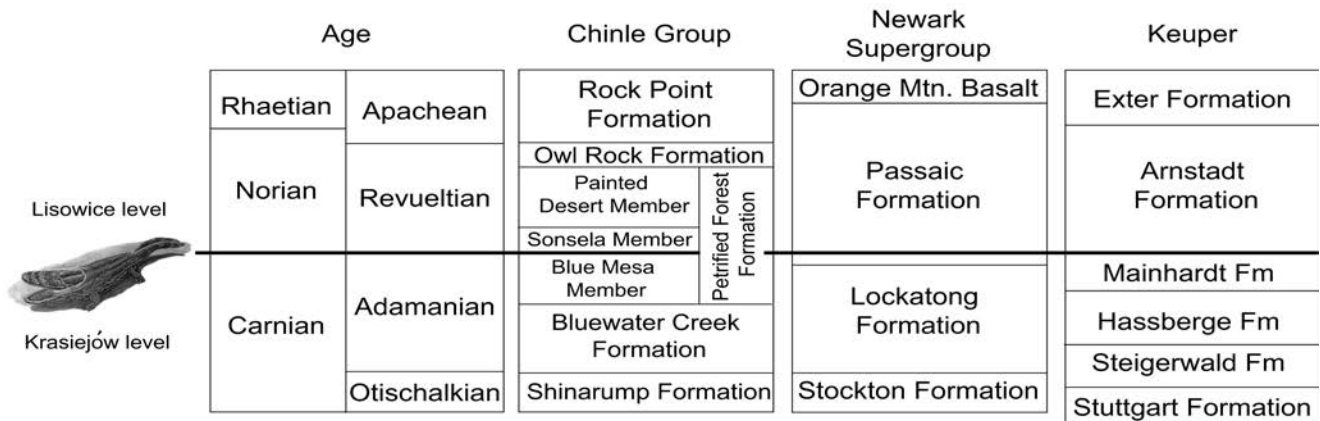 Age
Chinle Group
Newark
Supergroup
Keuper
Rhaetian
Norian
Carnian
Apachean
Revueltian
Adamanian
Otischalkian
Rock Point
Formation
Owl Rock Formation
Painted
Desert Member
Sonsela Member
Blue Mesa
Member
Petrified Forest
Formation
Bluewater Creek
Formation
Shinarump Formation
Orange Mtn. Basalt
Passaic
Formation
Lockatong
Formation
Stockton Formation
Exter Formation
Arnstadt
Formation
Mainhardt Fm
Hassberge Fm
Steigerwald Fm
Stuttgart Formation
Lisowice level
Krasiejów level